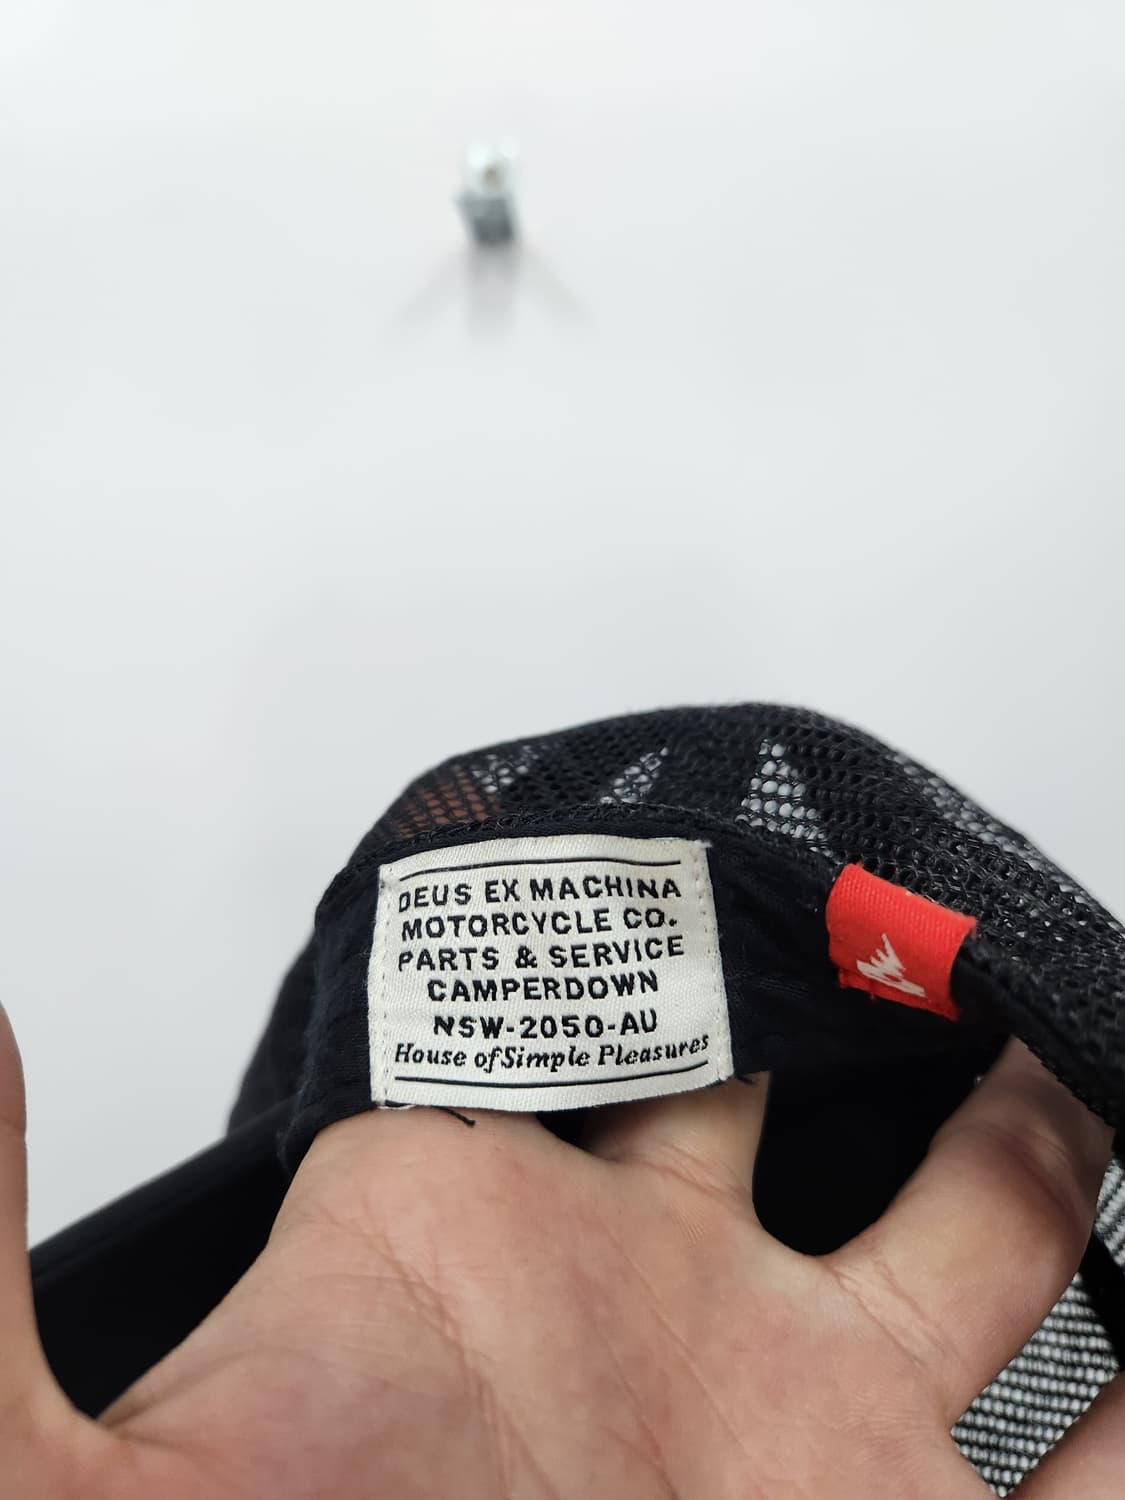 DEUS EX MACHINA
MOTORCYCLE CO.
PARTS & SERVICE
CAMPERDOWN
NSW-2050-AU
House of Simple Pleasures